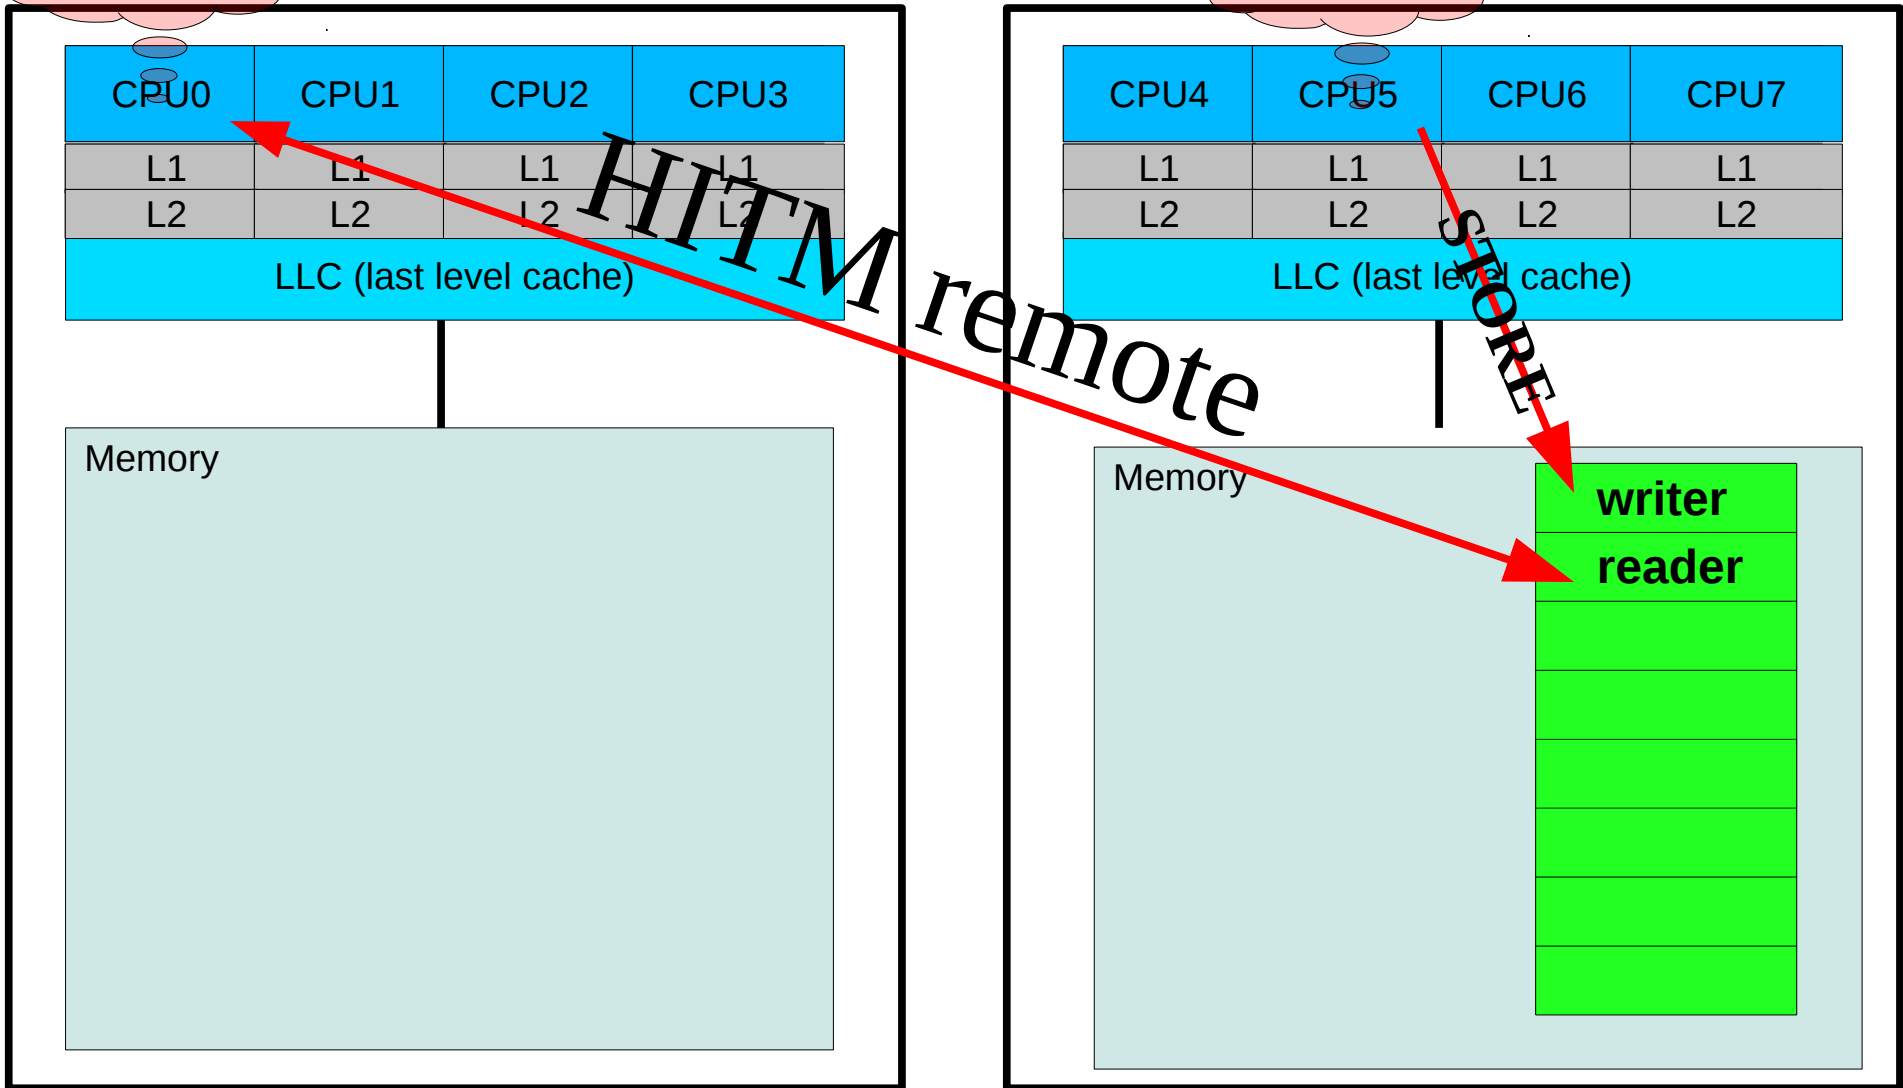 CPU0 CPU1 CPU2 CPU3
L1 L1 L1 L1
L2 L2 L2 L2
LLC (last level cache)
Memory
HITM remote
CPU4 CPU5 CPU6 CPU7
L1 L1 L1 L1
L2 L2 L2 L2
LLC (last level cache)
STORE
Memory
writer
reader